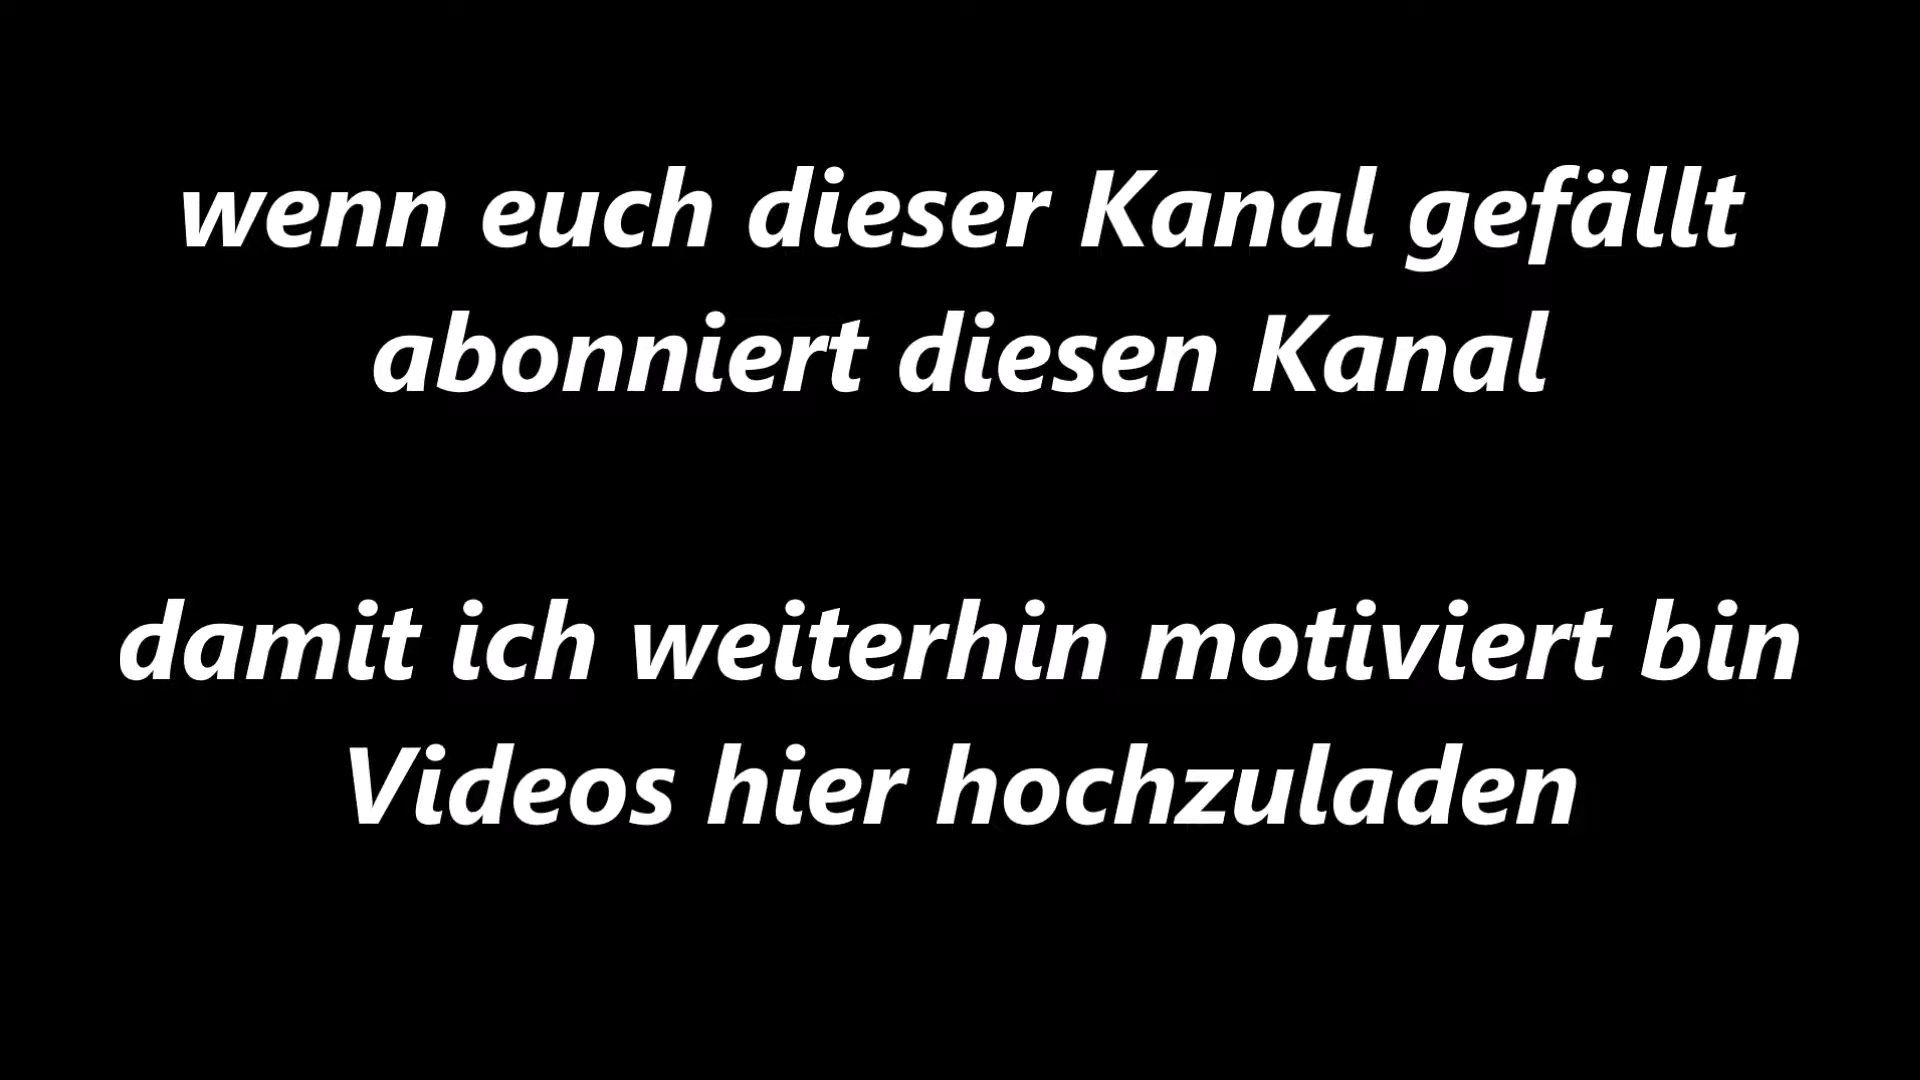 wenn euch dieser Kanal gefällt
abonniert diesen Kanal
damit ich weiterhin motiviert bin
Videos hier hochzuladen